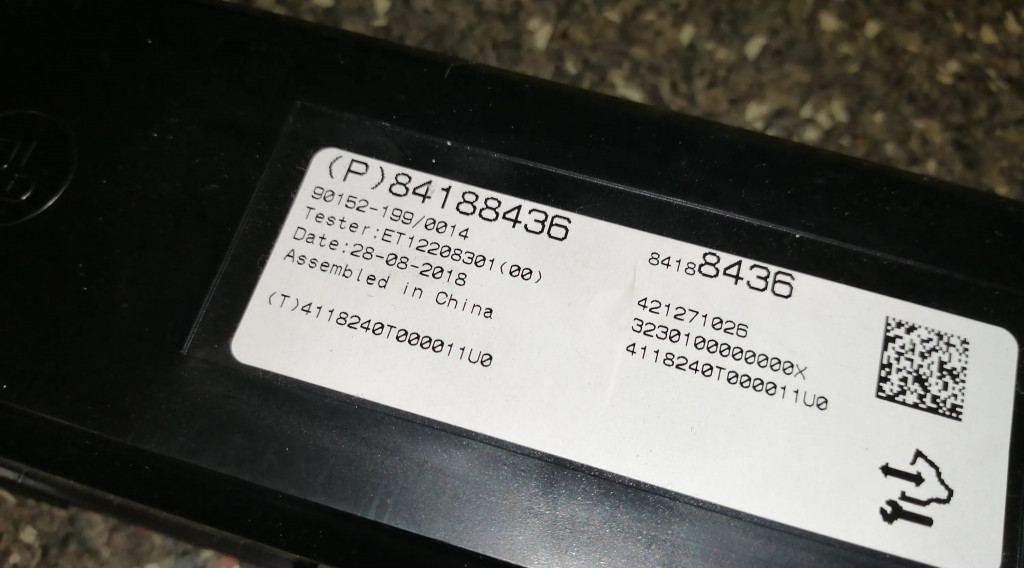 (P)84188436
90152-199/0014
Tester:ET12208301(00)
Date:28-08-2018
Assembled in China
(T)4118240T000011U0
84188436
421271026
3230100000000X
4118240T000011U0